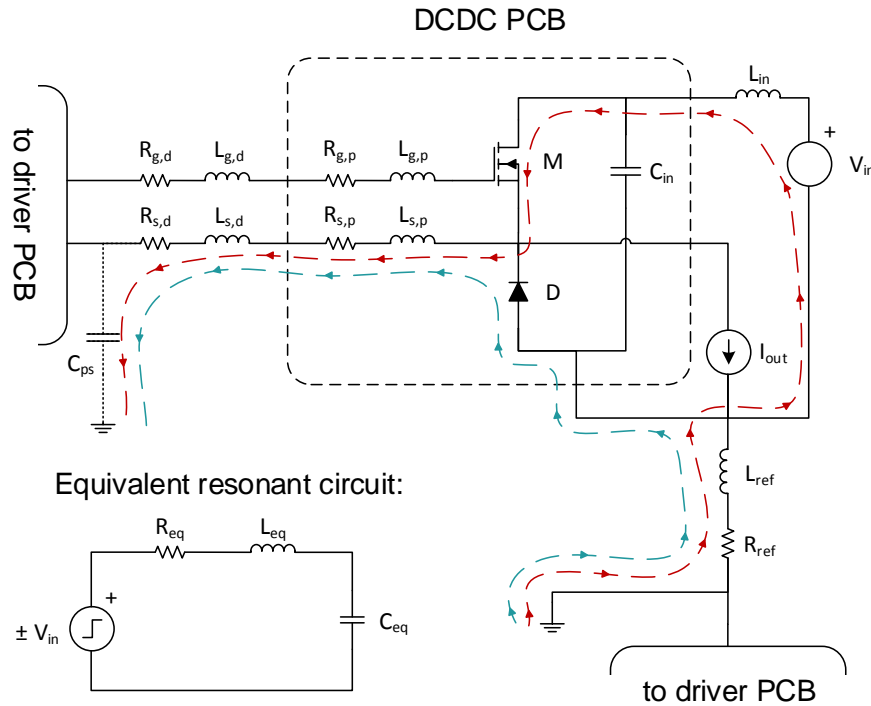 DCDC PCB
L_in
to driver PCB
R_g,d
L_g,d
R_g,p
L_g,p
M
C_in
+
V_in
R_s,d
L_s,d
R_s,p
L_s,p
D
C_ps
I_out
L_ref
Equivalent resonant circuit:
R_eq
L_eq
R_ref
+
± V_in
C_eq
to driver PCB